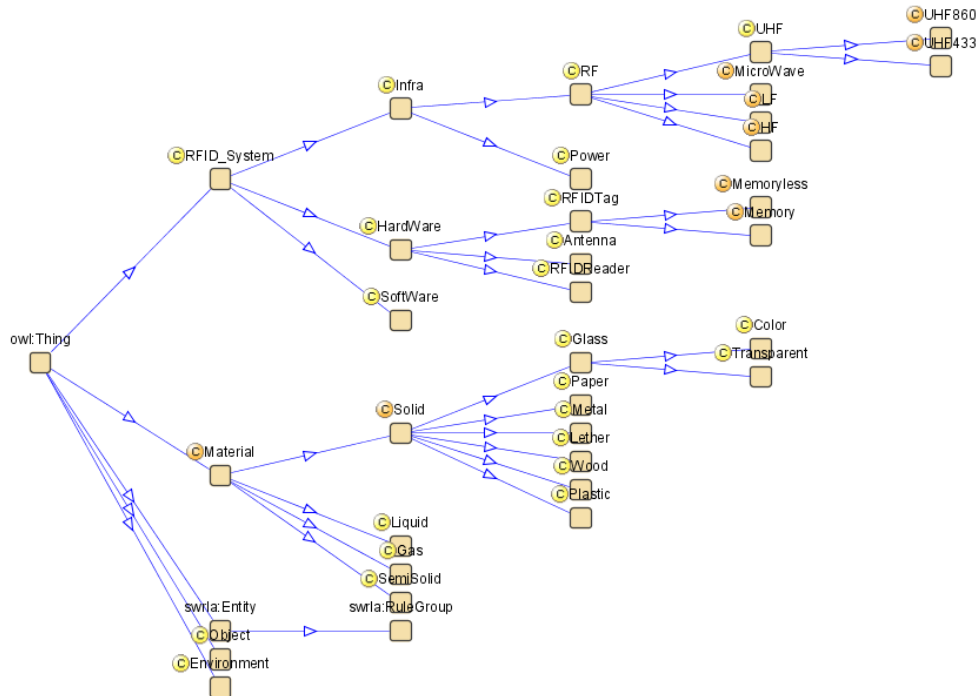 C UHF860
C UHF433
C UHF
C MicroWave
C LF
C HF
C Infra
C RF
C RFID_System
C Power
C RFIDTag
C Memoryless
C Memory
C HardWare
C Antenna
C RFIDReader
C SoftWare
owl:Thing
C Glass
C Color
C Transparent
C Paper
C Solid
C Metal
C Lether
C Material
C Wood
C Plastic
C Liquid
C Gas
C SemiSolid
swrla:Entity
swrla:RuleGroup
C Object
C Environment